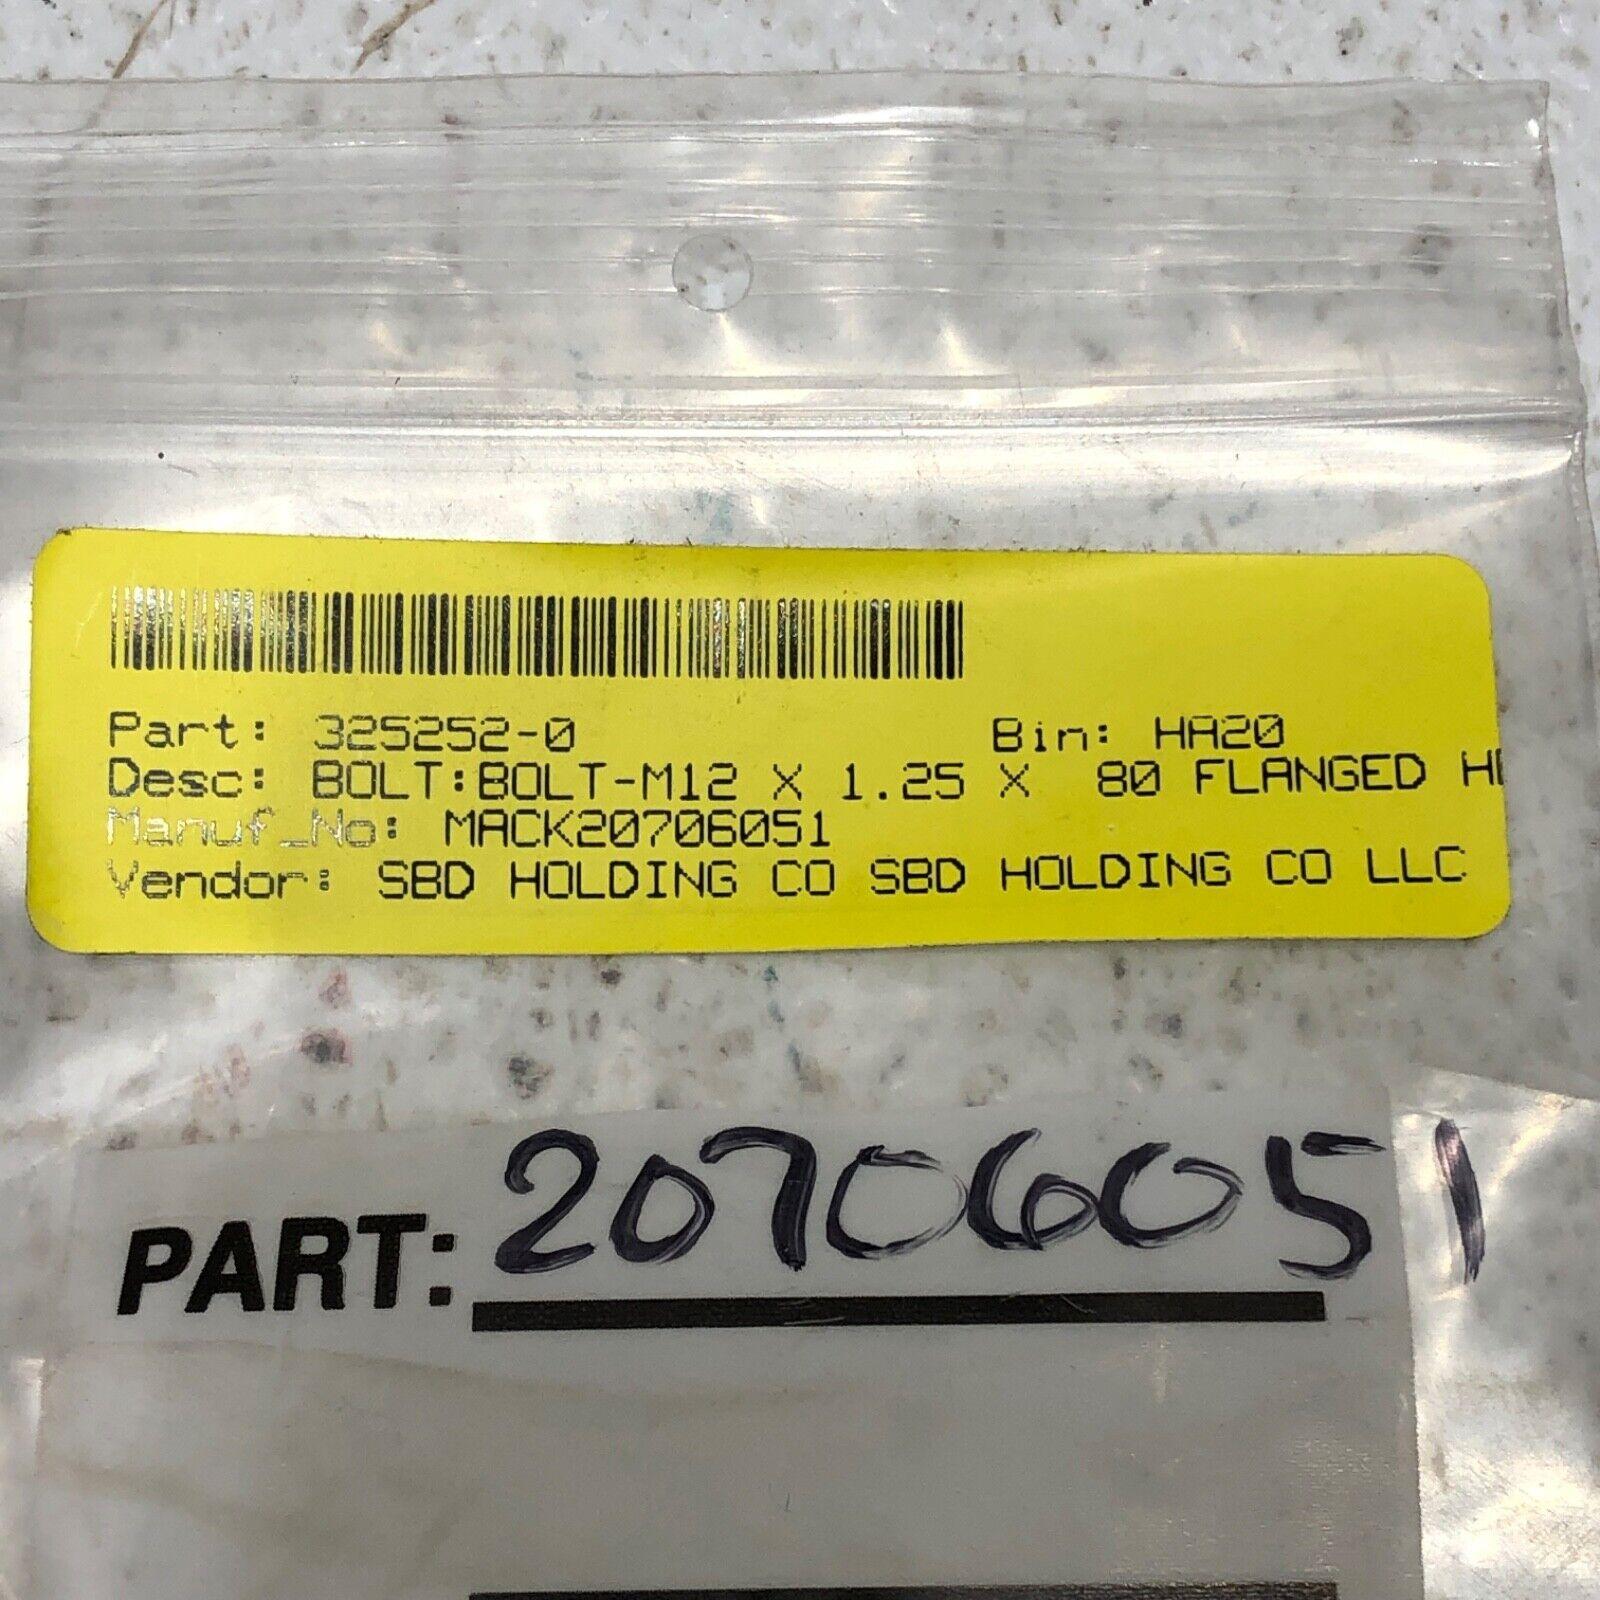 Part: 325252-0 Bin: HA20
Desc: BOLT:BOLT-M12 X 1.25 X 80 FLANGED
Manuf_No: MACK20706051
Vendor: SBD HOLDING CO SBD HOLDING CO LLC
PART: 20706051